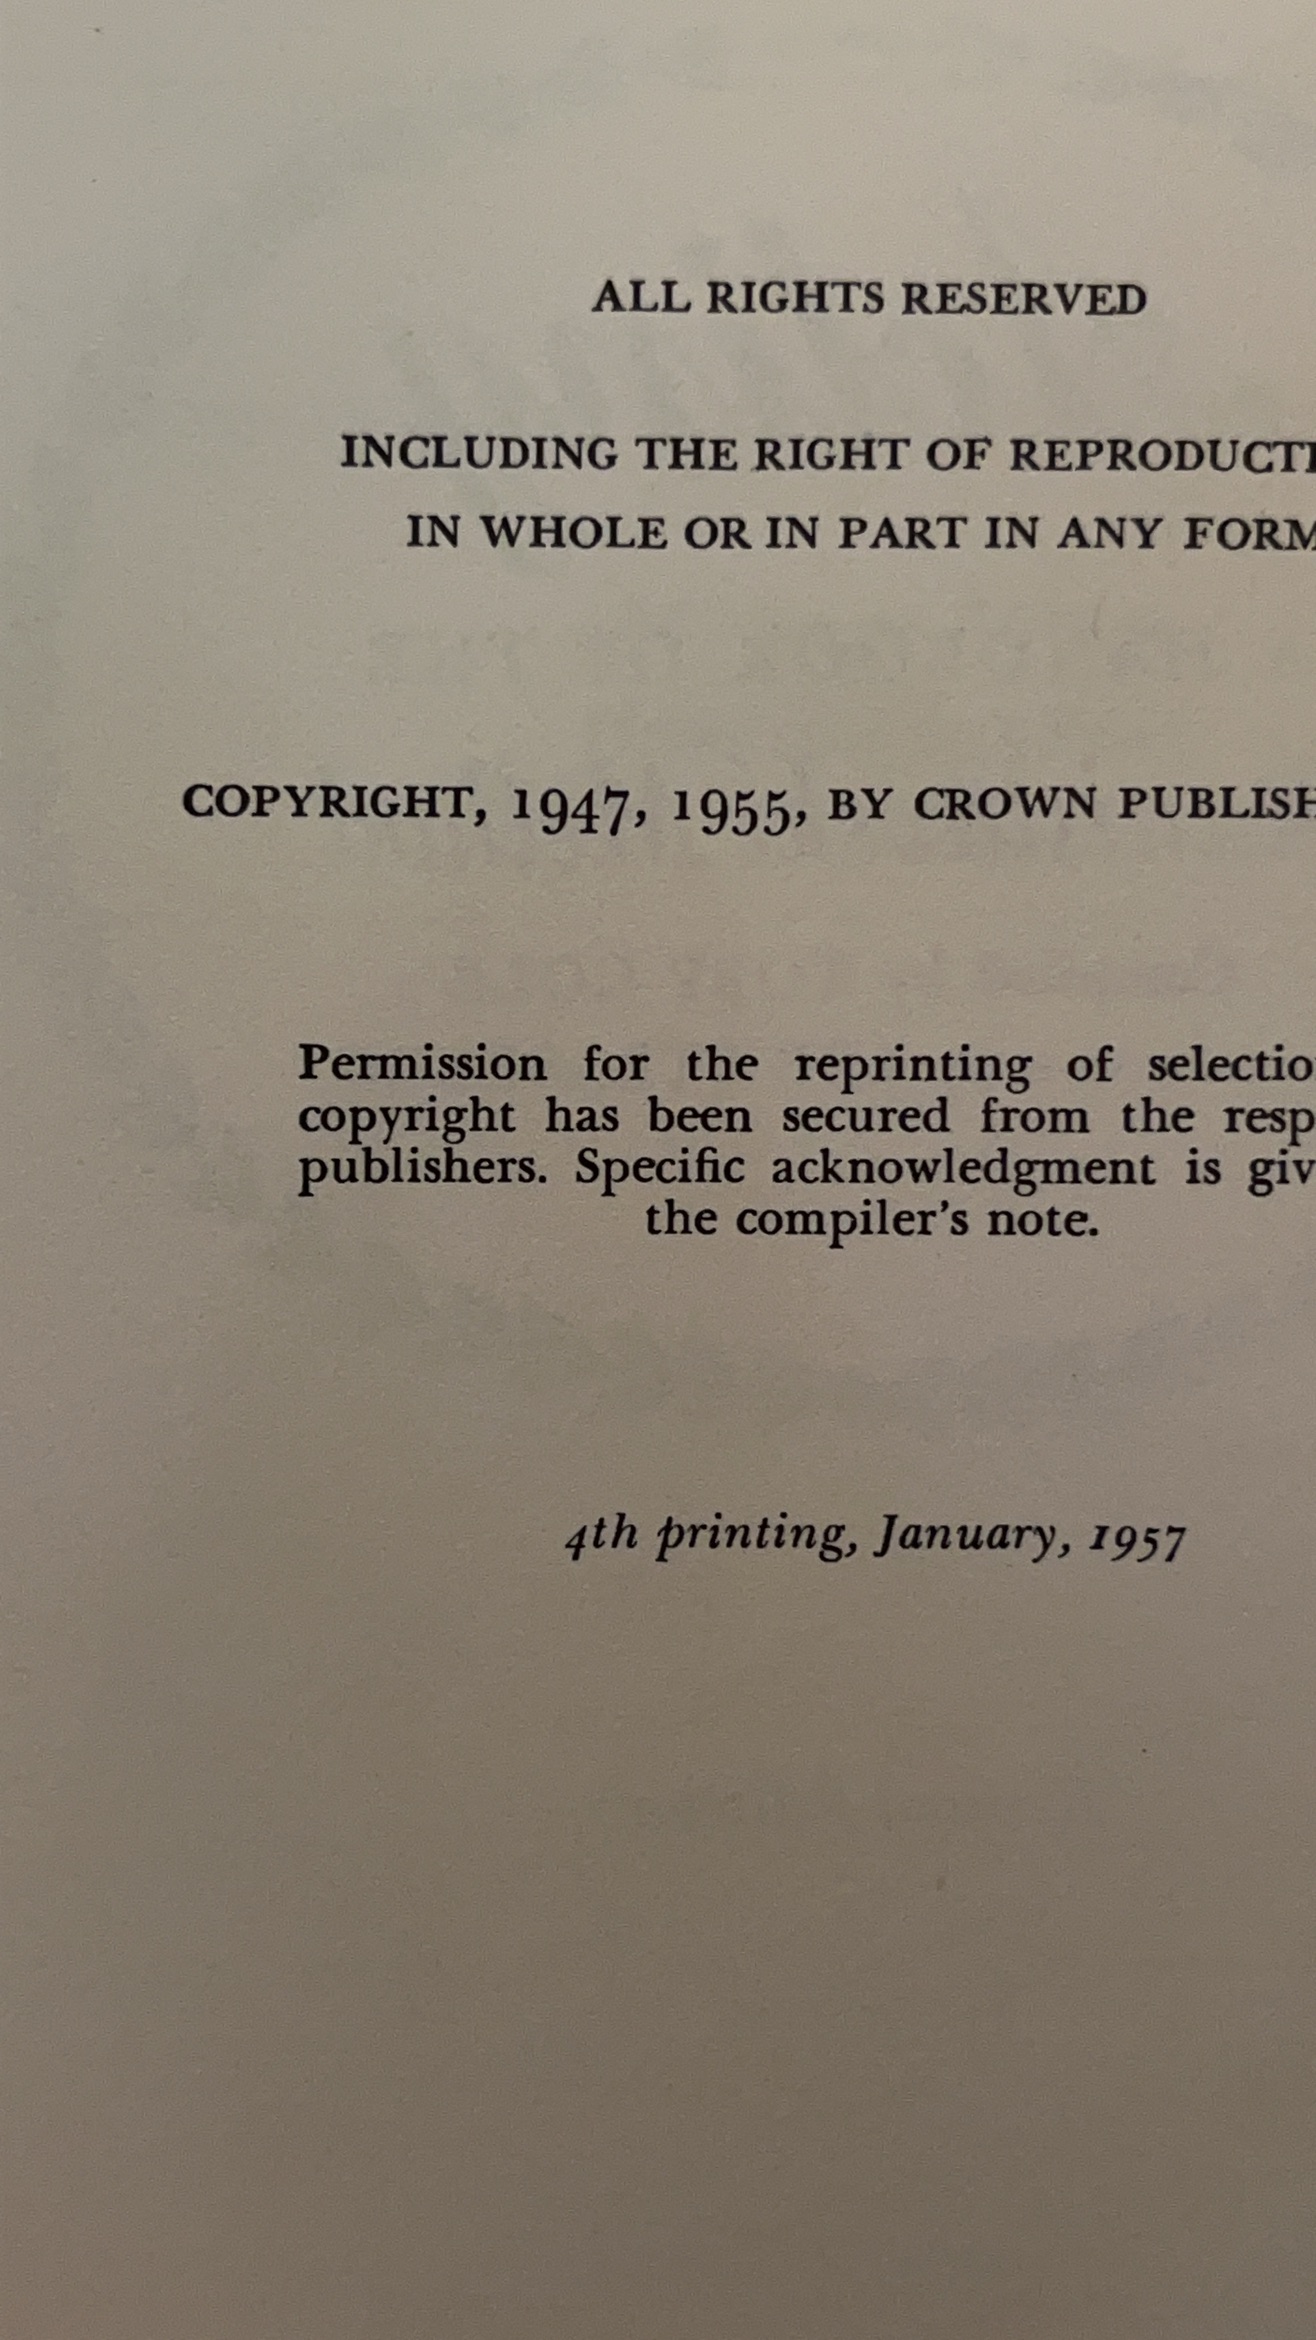 ALL RIGHTS RESERVED
INCLUDING THE RIGHT OF REPRODUCTI
IN WHOLE OR IN PART IN ANY FORM
COPYRIGHT, 1947, 1955, BY CROWN PUBLISH
Permission for the reprinting of selectio
copyright has been secured from the resp
publishers. Specific acknowledgment is giv
the compiler's note.
4th printing, January, 1957